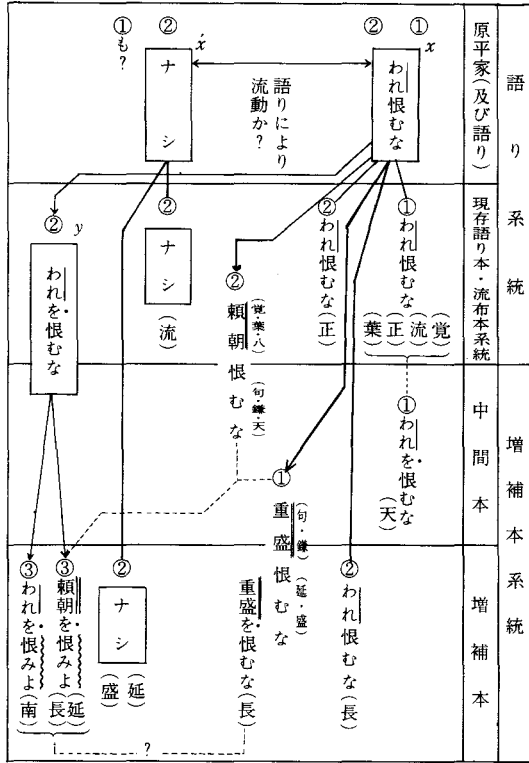 語り系統
増補本系統
原平家(及び語り)
現存語り本・流布本系統
中間本
増補本
①
②
x
われ恨むな
語りにより
流動か?
②
①も?
x́
ナシ
①われ恨むな
(覚)
(流)
(正)
(葉)
②われ恨むな(正)
②頼朝恨むな
(覚・葉・八)
(句・鎌・天)
②
ナシ
(流)
②
y
われを恨むな
①われを恨むな
(天)
①重盛恨むな
(句・鎌)
(延・盛)
②われ恨むな(長)
重盛を恨むな(長)
②
ナシ
(延)
(盛)
③頼朝を恨みよ
(延)
(長)
③われを恨みよ(南)
?